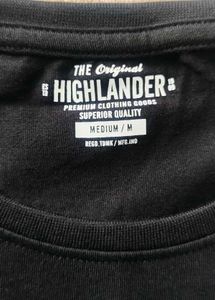 THE Original
HIGHLANDER
PREMIUM CLOTHING GOODS
SUPERIOR QUALITY
MEDIUM / M
REGD.TDMK / MFG.IND